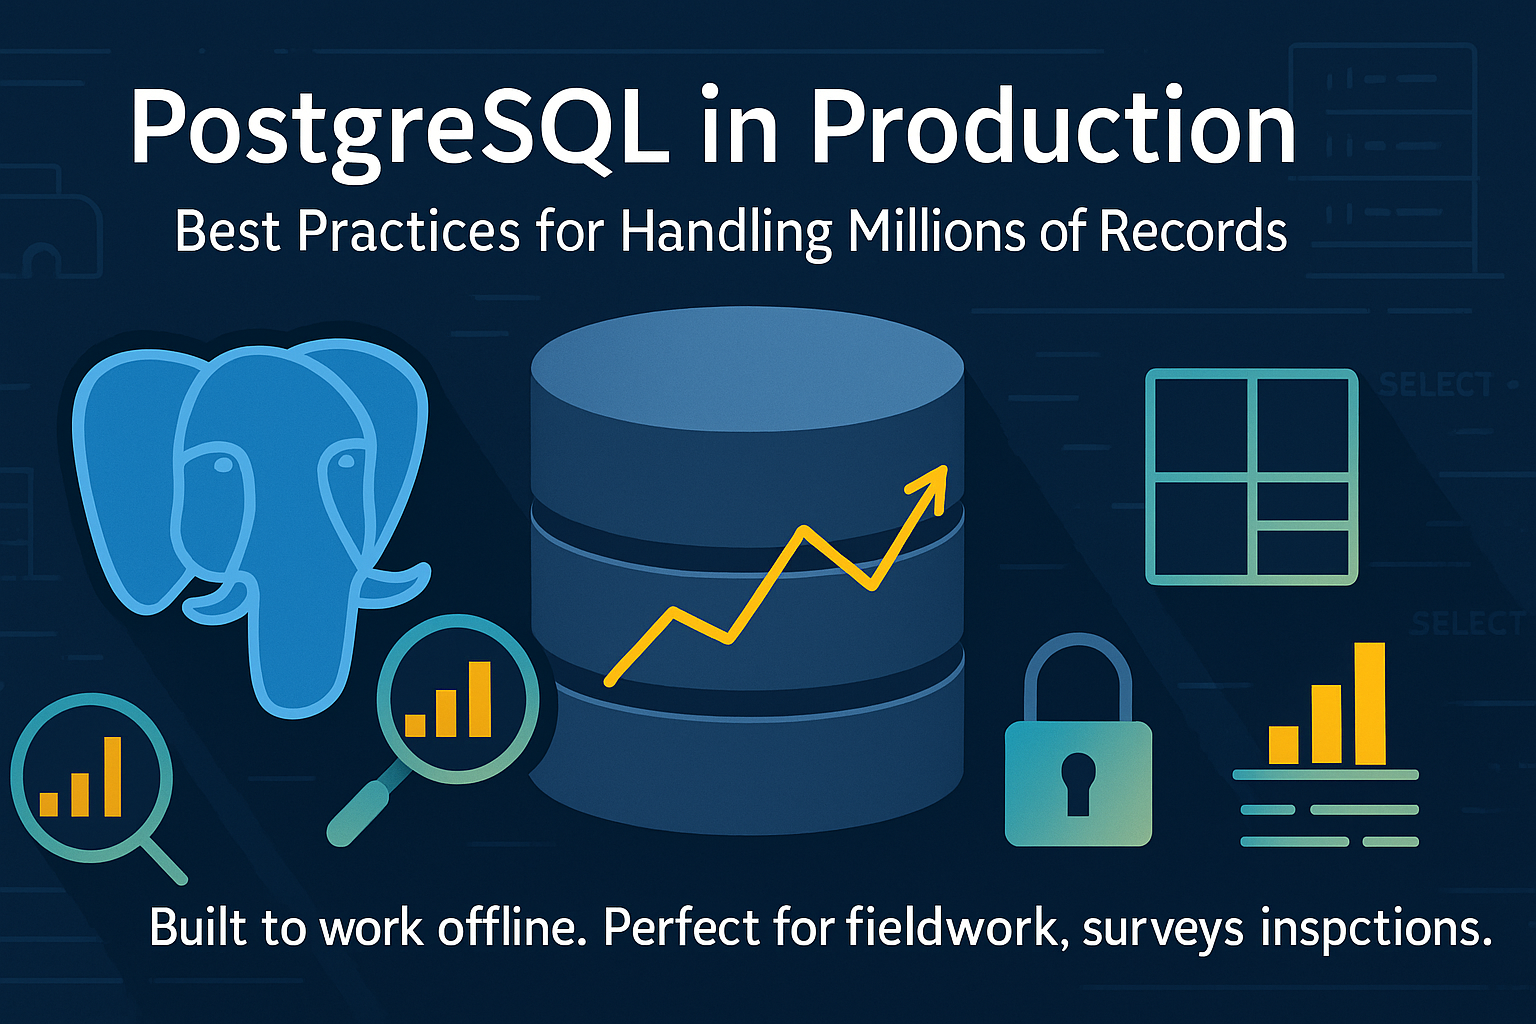 PostgreSQL in Production
Best Practices for Handling Millions of Records
SELECT
SELECT
Built to work offline. Perfect for fieldwork, surveys inspctions.